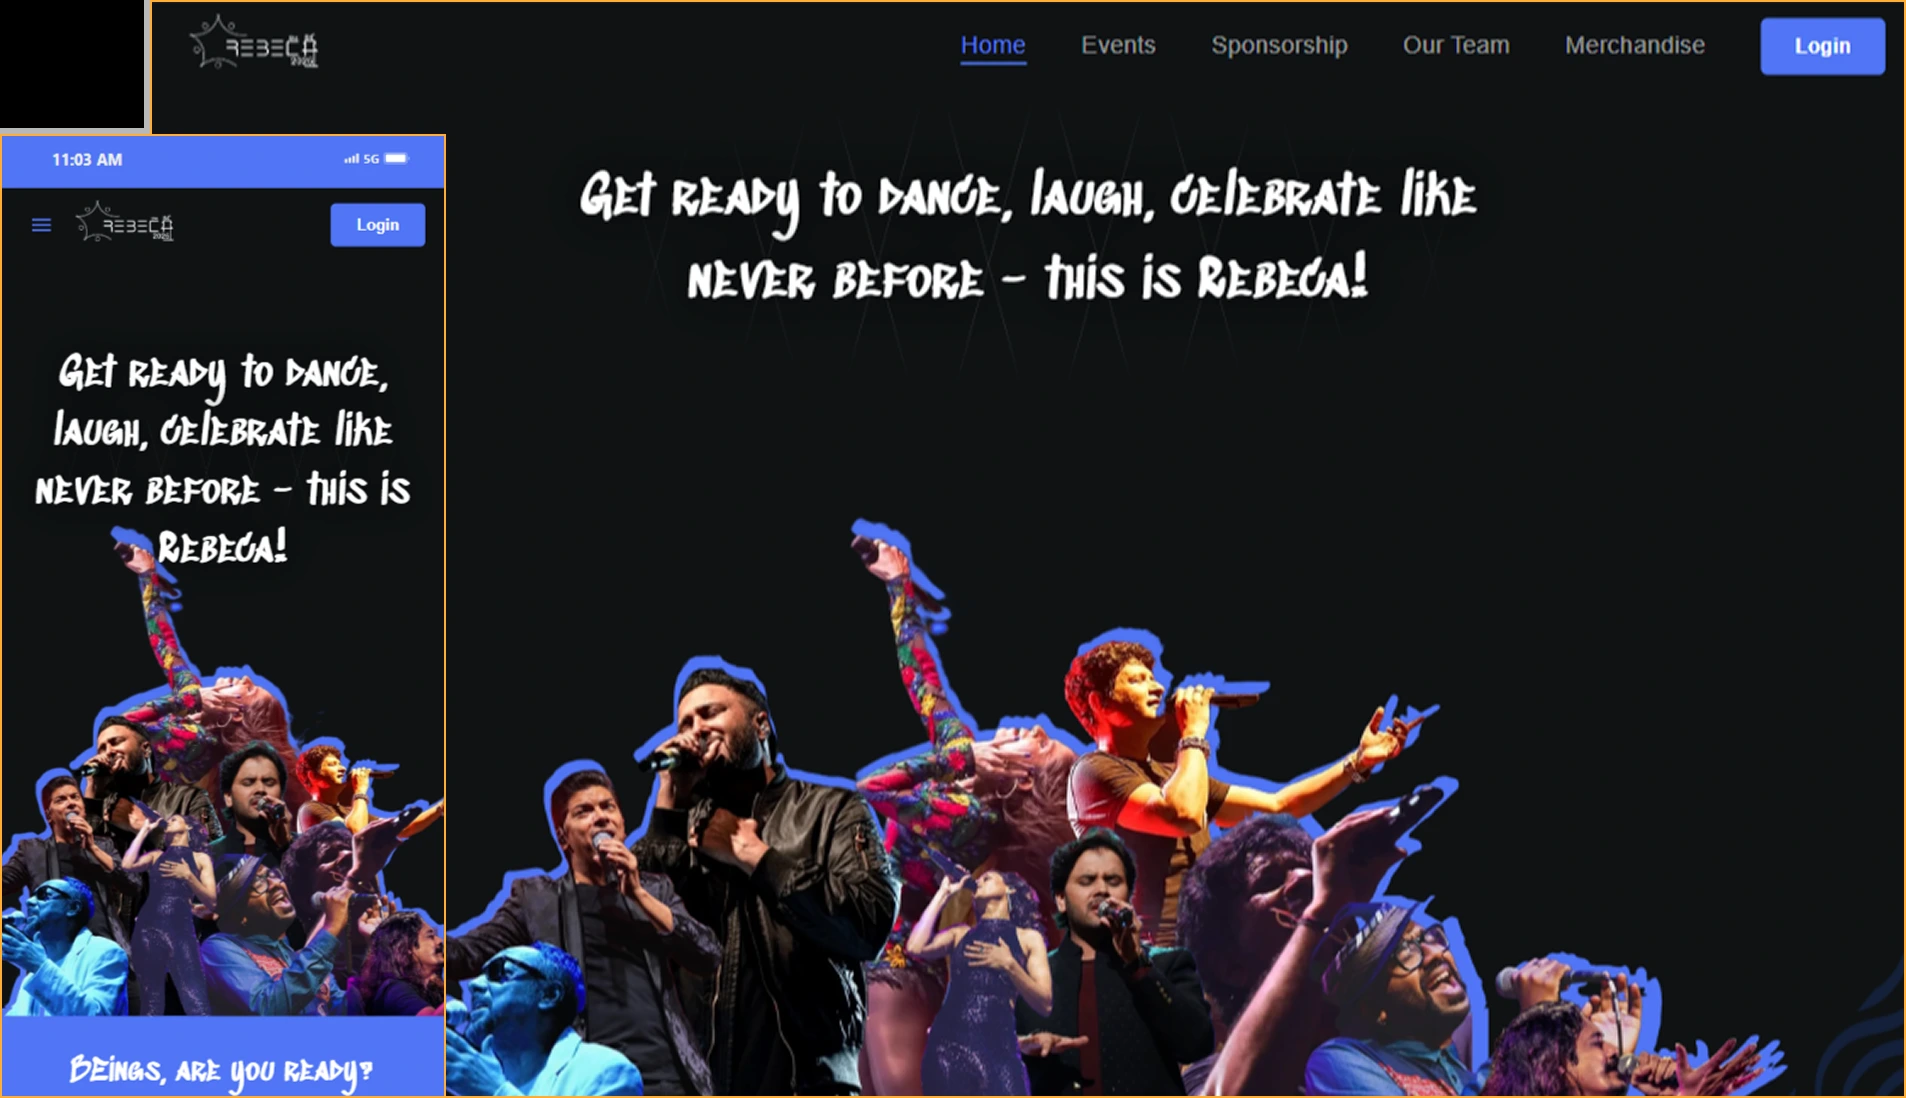 REBECA
2020
Home
Events
Sponsorship
Our Team
Merchandise
Login
Get ready to dance, laugh, celebrate like
never before – this is Rebeca!
11:03 AM
5G
REBECA
2020
Login
Get ready to dance,
laugh, celebrate like
never before – this is
Rebeca!
Beings, are you ready?